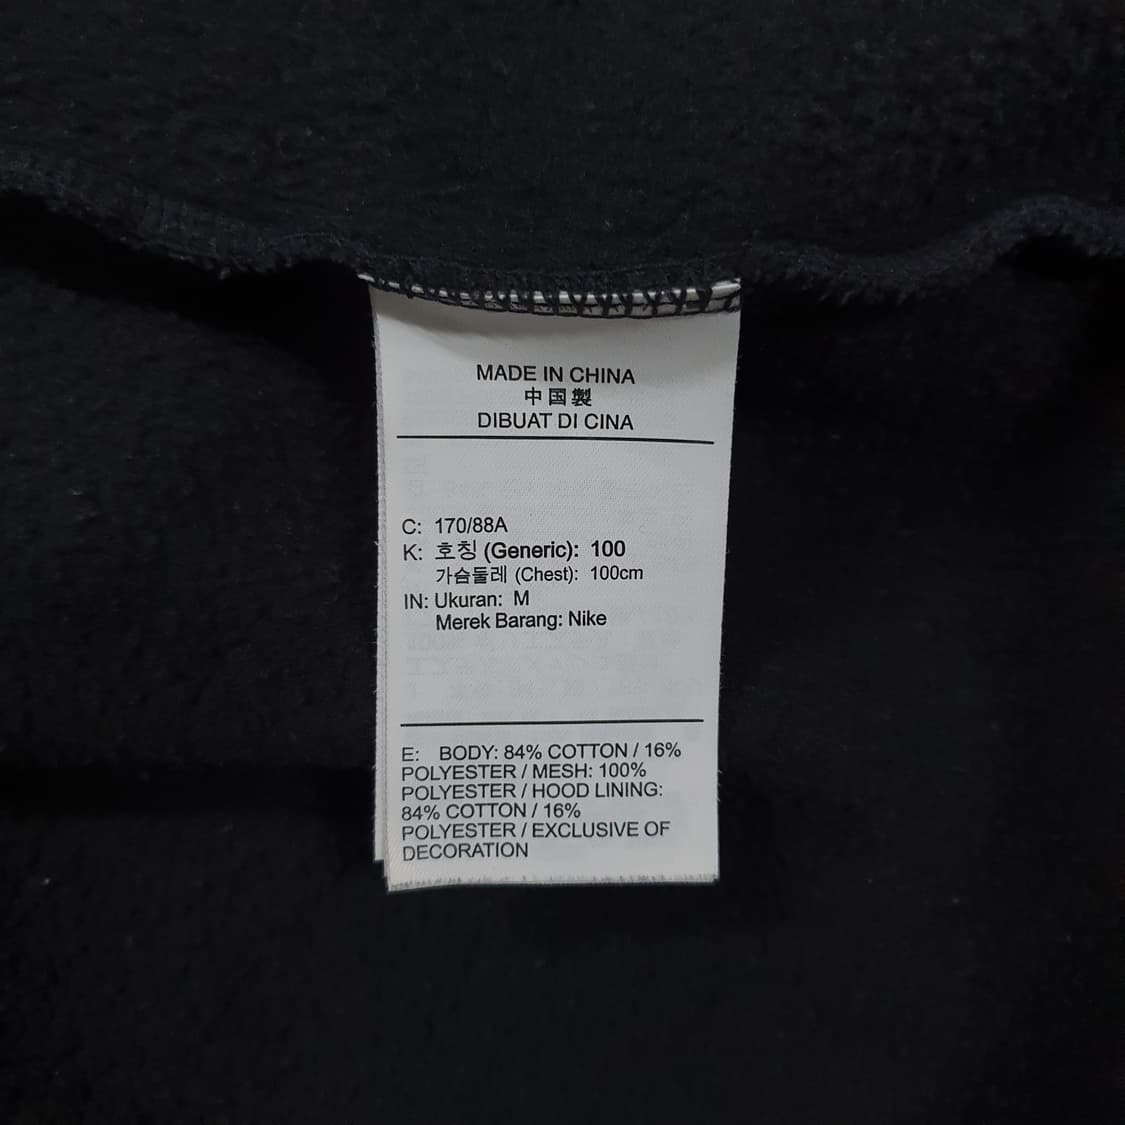 MADE IN CHINA
中国製
DIBUAT DI CINA
C: 170/88A
K: 호칭 (Generic): 100
가슴둘레 (Chest): 100cm
IN: Ukuran: M
Merek Barang: Nike
E: BODY: 84% COTTON / 16%
POLYESTER / MESH: 100%
POLYESTER / HOOD LINING:
84% COTTON / 16%
POLYESTER / EXCLUSIVE OF
DECORATION